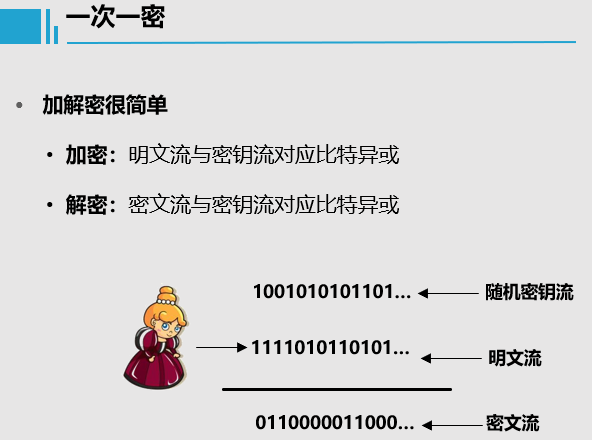 一次一密
• 加解密很简单
• 加密：明文流与密钥流对应比特异或
• 解密：密文流与密钥流对应比特异或
1001010101101... 随机密钥流
1111010110101... 明文流
0110000011000... 密文流